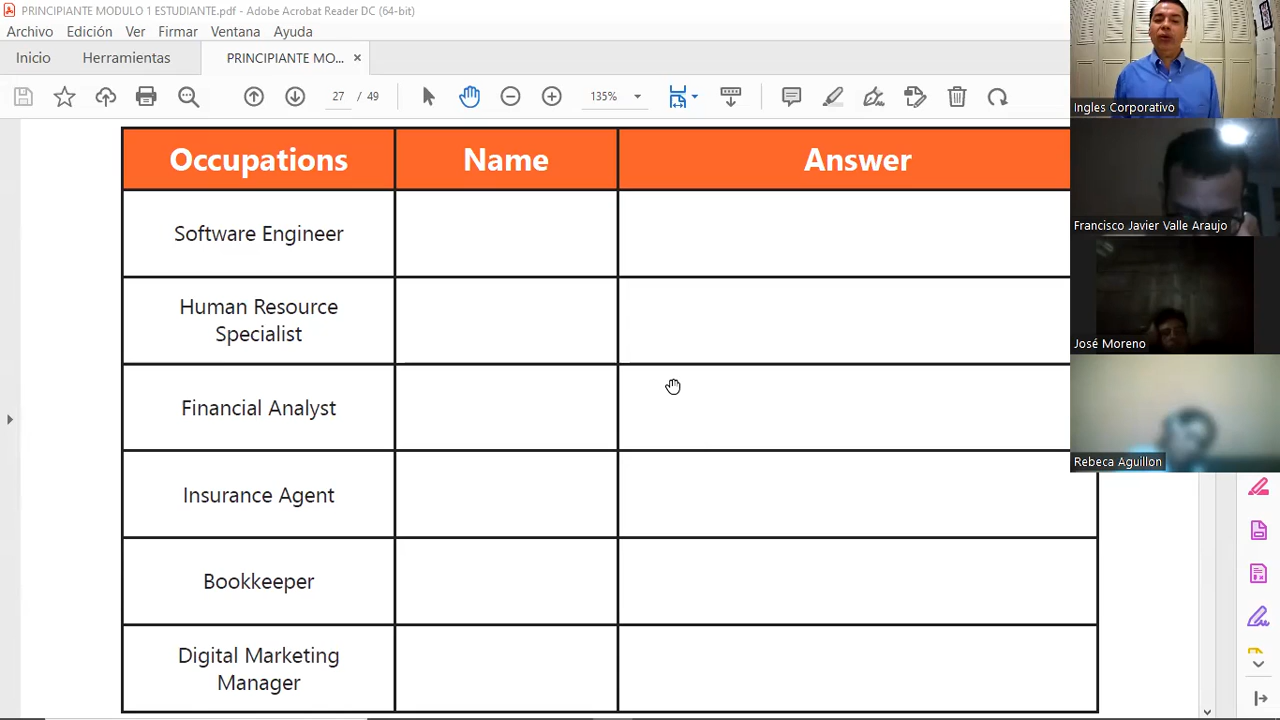 PRINCIPIANTE MODULO 1 ESTUDIANTE.pdf - Adobe Acrobat Reader DC (64-bit)
Archivo Edición Ver Firmar Ventana Ayuda
Inicio Herramientas PRINCIPIANTE MO... ×
27 / 49 135%
Occupations Name Answer
Software Engineer
Human Resource
Specialist
Financial Analyst
Insurance Agent
Bookkeeper
Digital Marketing
Manager
Ingles Corporativo
Francisco Javier Valle Araujo
José Moreno
Rebeca Aguillon